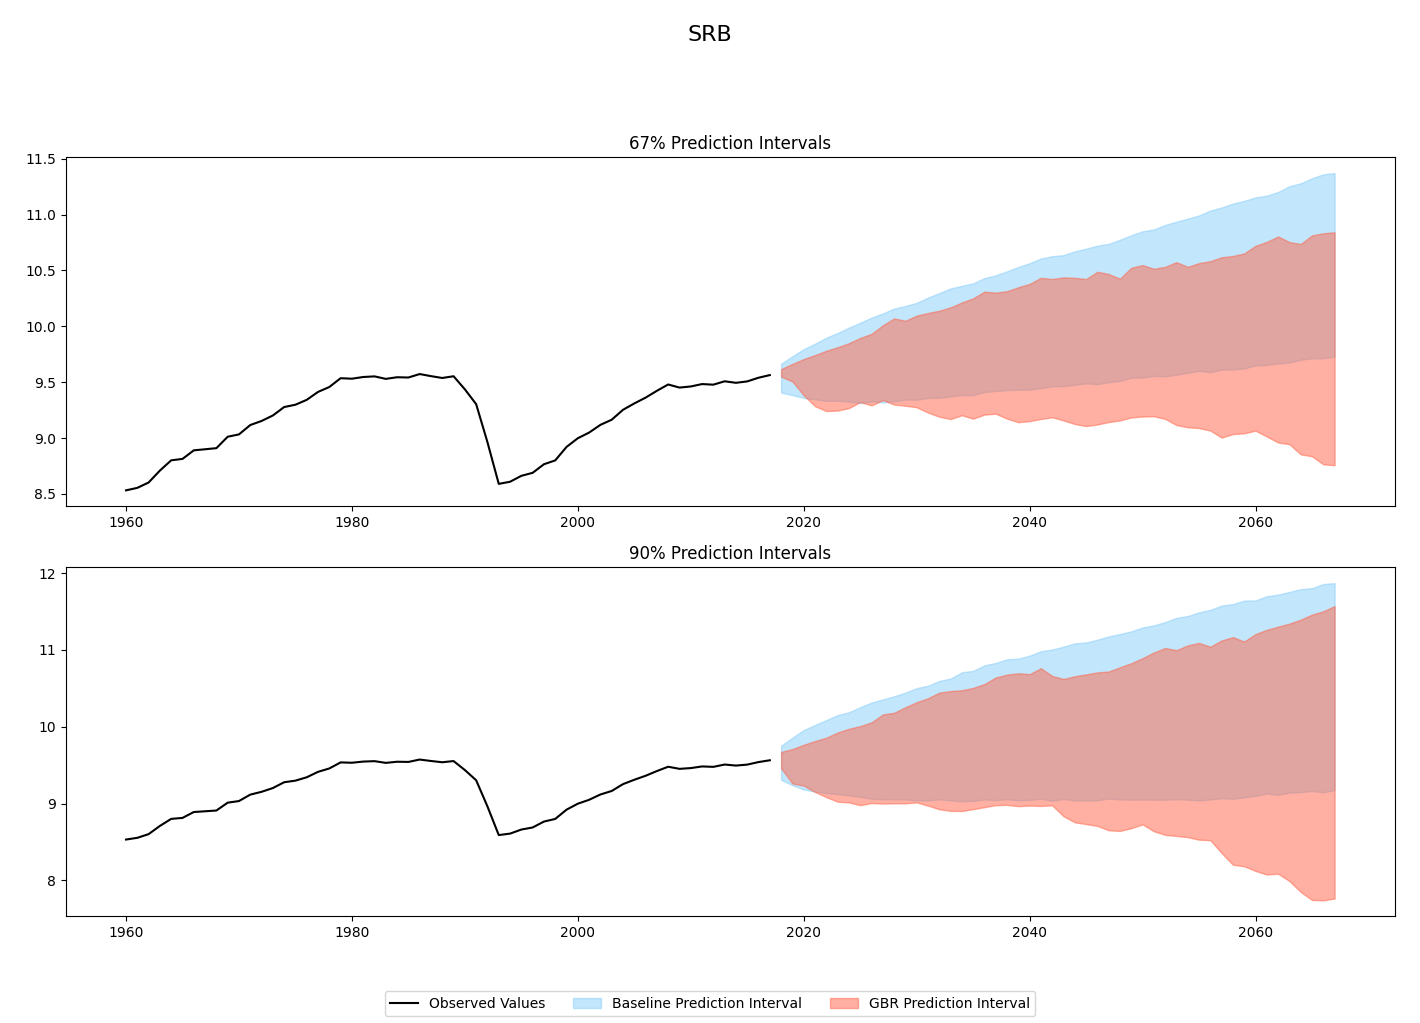 SRB
67% Prediction Intervals
11.5
11.0
10.5
10.0
9.5
9.0
8.5
1960 1980 2000 2020 2040 2060
90% Prediction Intervals
12
11
10
9
8
1960 1980 2000 2020 2040 2060
Observed Values Baseline Prediction Interval GBR Prediction Interval